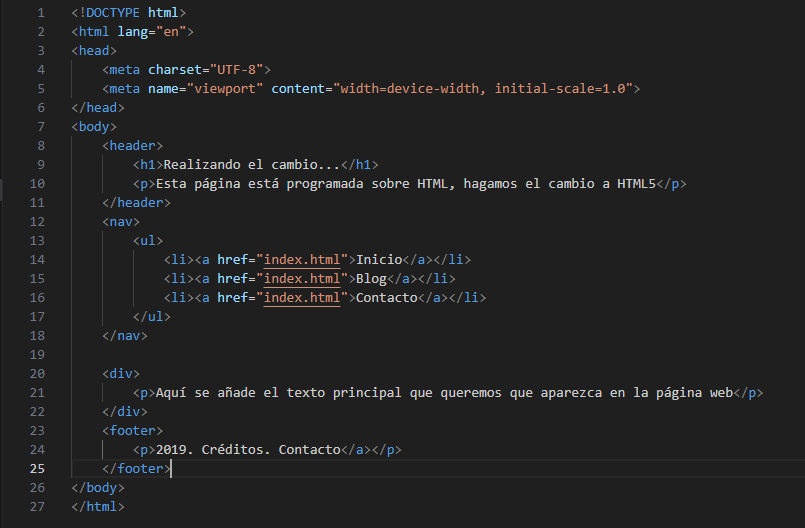 1 <!DOCTYPE html>
2 <html lang="en">
3 <head>
4     <meta charset="UTF-8">
5     <meta name="viewport" content="width=device-width, initial-scale=1.0">
6 </head>
7 <body>
8     <header>
9         <h1>Realizando el cambio...</h1>
10         <p>Esta página está programada sobre HTML, hagamos el cambio a HTML5</p>
11     </header>
12     <nav>
13         <ul>
14             <li><a href="index.html">Inicio</a></li>
15             <li><a href="index.html">Blog</a></li>
16             <li><a href="index.html">Contacto</a></li>
17         </ul>
18     </nav>
19
20     <div>
21         <p>Aquí se añade el texto principal que queremos que aparezca en la página web</p>
22     </div>
23     <footer>
24         <p>2019. Créditos. Contacto</a></p>
25     </footer>
26 </body>
27 </html>